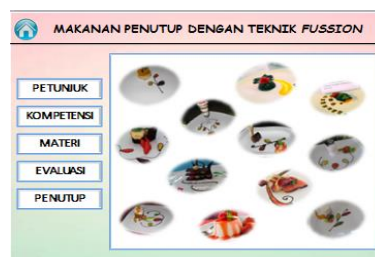 MAKANAN PENUTUP DENGAN TEKNIK FUSSION
PETUNJUK
KOMPETENSI
MATERI
EVALUASI
PENUTUP